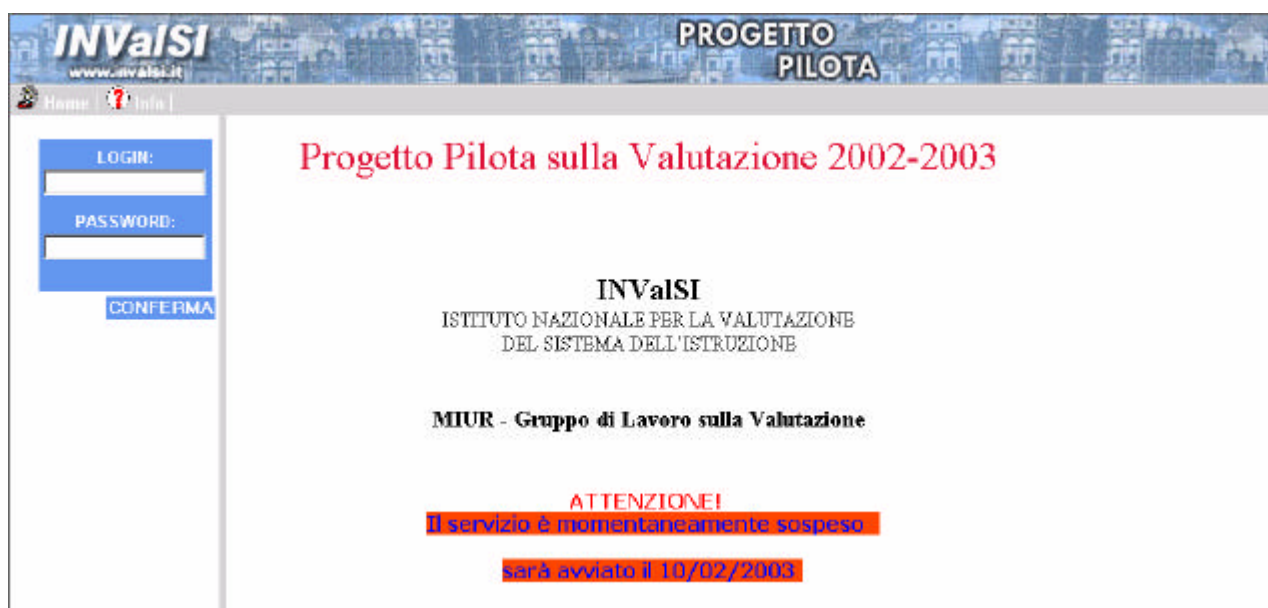 INValSI
www.invalsi.it
PROGETTO
PILOTA
Home | Info |
LOGIN:
PASSWORD:
CONFERMA
Progetto Pilota sulla Valutazione 2002-2003
INValSI
ISTITUTO NAZIONALE PER LA VALUTAZIONE
DEL SISTEMA DELL'ISTRUZIONE
MIUR - Gruppo di Lavoro sulla Valutazione
ATTENZIONE!
Il servizio è momentaneamente sospeso
sarà avviato il 10/02/2003